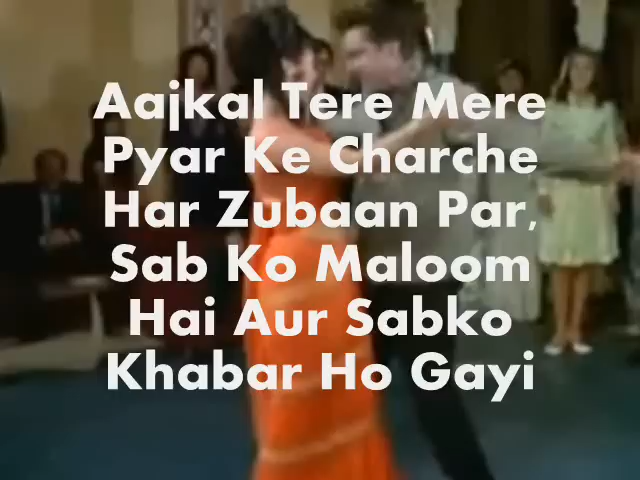 Aajkal Tere Mere
Pyar Ke Charche
Har Zubaan Par,
Sab Ko Maloom
Hai Aur Sabko
Khabar Ho Gayi